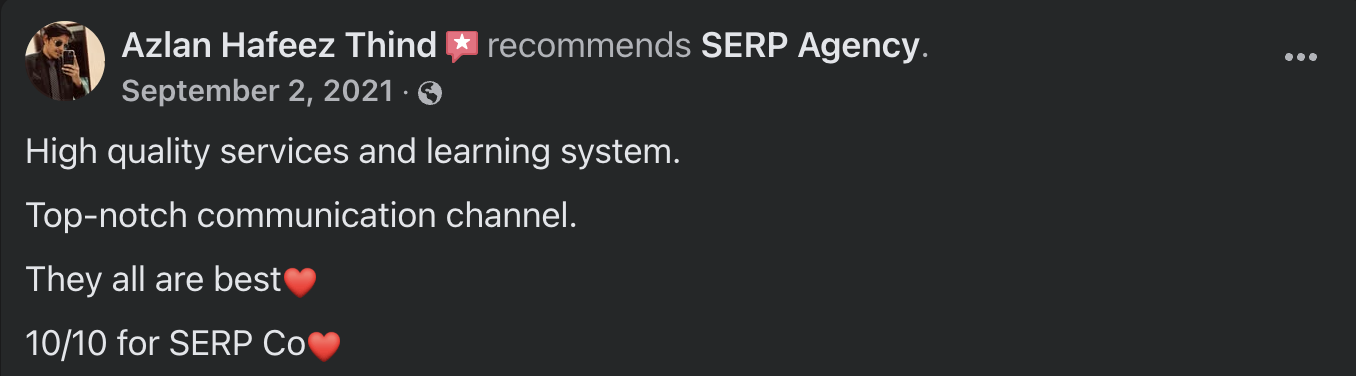 Azlan Hafeez Thind recommends SERP Agency.
September 2, 2021 ·
High quality services and learning system.
Top-notch communication channel.
They all are best❤️
10/10 for SERP Co❤️